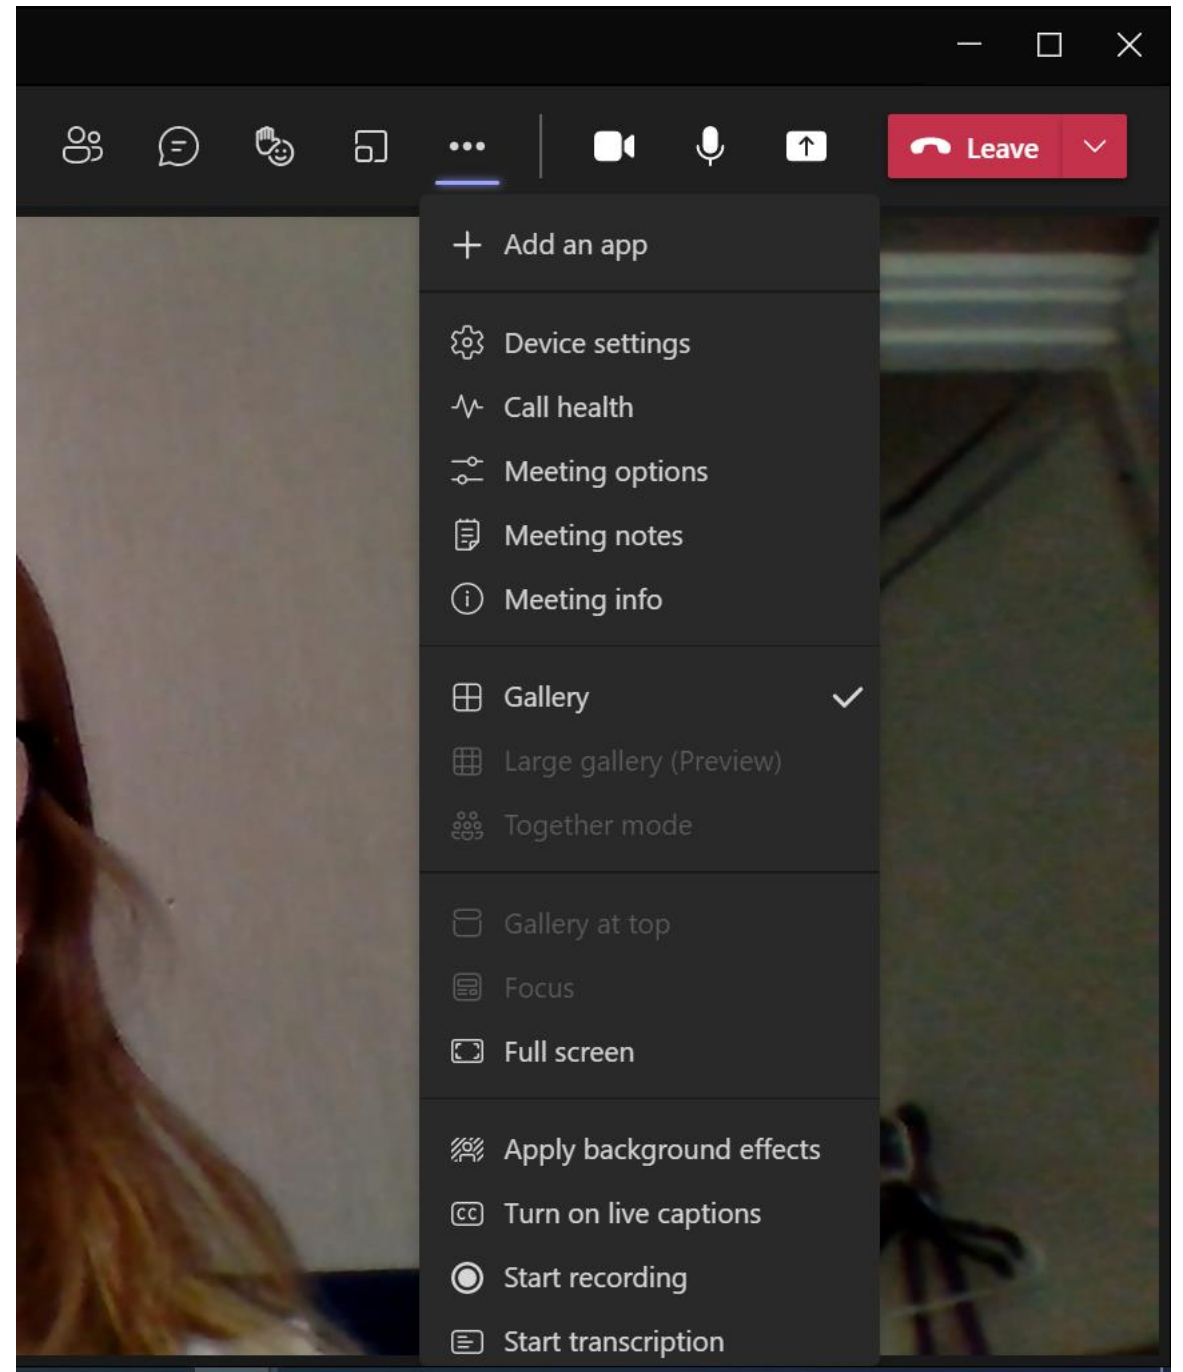 Leave
Add an app
Device settings
Call health
Meeting options
Meeting notes
Meeting info
Gallery
Large gallery (Preview)
Together mode
Gallery at top
Focus
Full screen
Apply background effects
CC Turn on live captions
Start recording
Start transcription